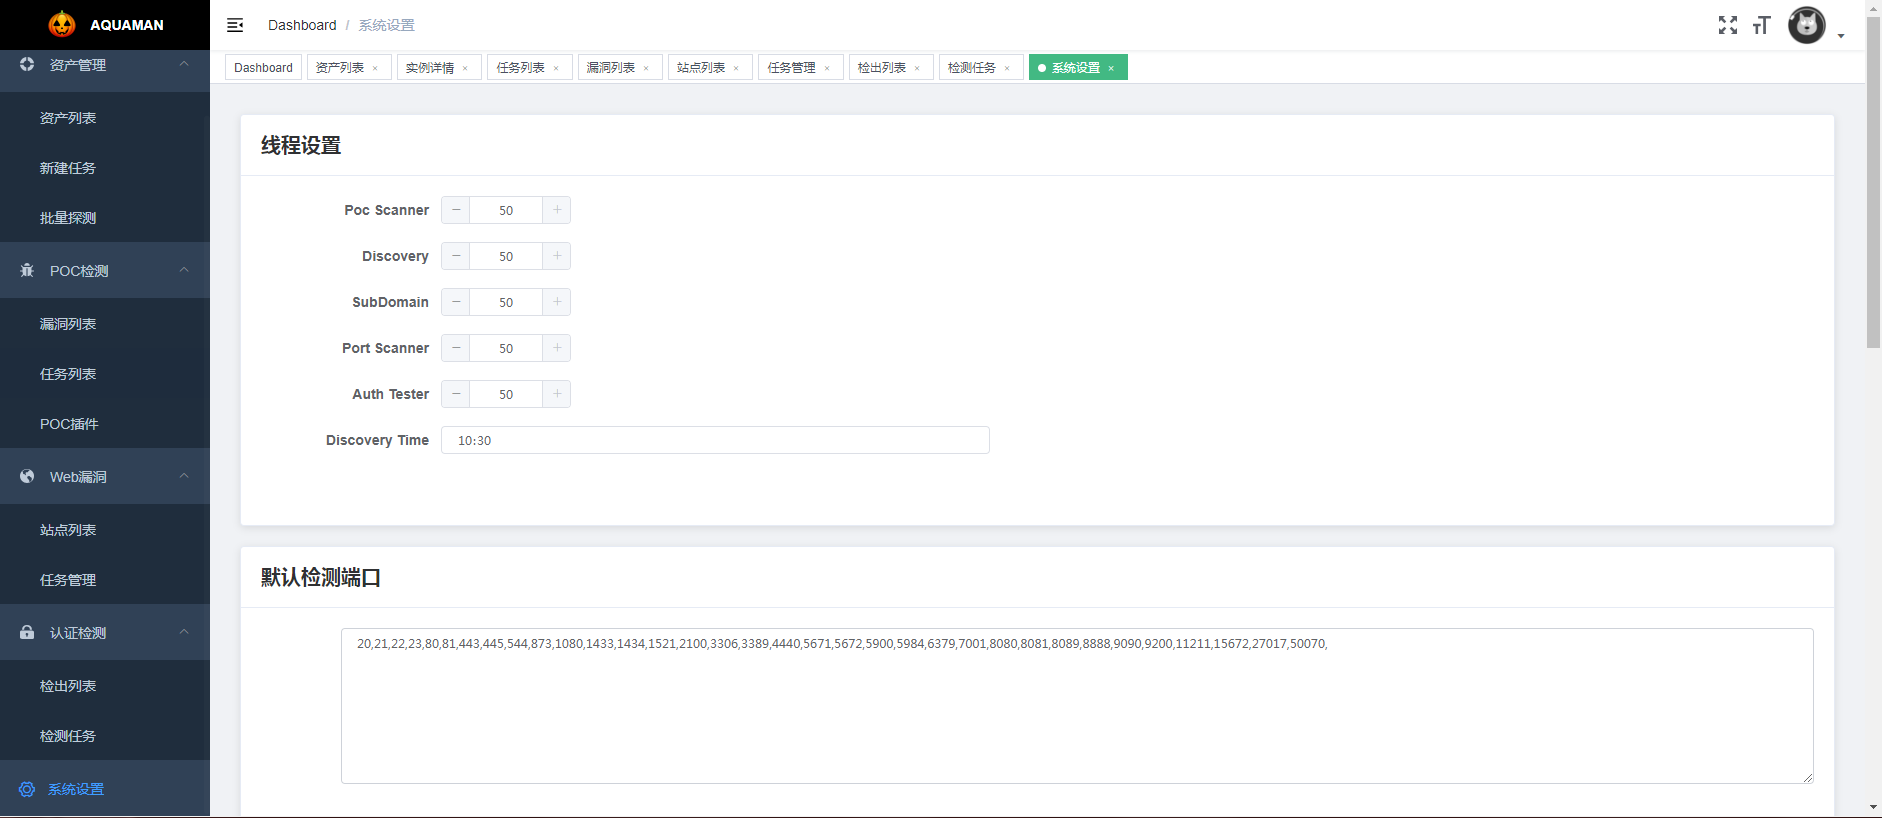 AQUAMAN
资产管理
资产列表
新建任务
批量探测
POC检测
漏洞列表
任务列表
POC插件
Web漏洞
站点列表
任务管理
认证检测
检出列表
检测任务
系统设置
Dashboard / 系统设置
Dashboard 资产列表 × 实例详情 × 任务列表 × 漏洞列表 × 站点列表 × 任务管理 × 检出列表 × 检测任务 × 系统设置 ×
线程设置
Poc Scanner 50
Discovery 50
SubDomain 50
Port Scanner 50
Auth Tester 50
Discovery Time 10:30
默认检测端口
20,21,22,23,80,81,443,445,544,873,1080,1433,1434,1521,2100,3306,3389,4440,5671,5672,5900,5984,6379,7001,8080,8081,8089,8888,9090,9200,11211,15672,27017,50070,